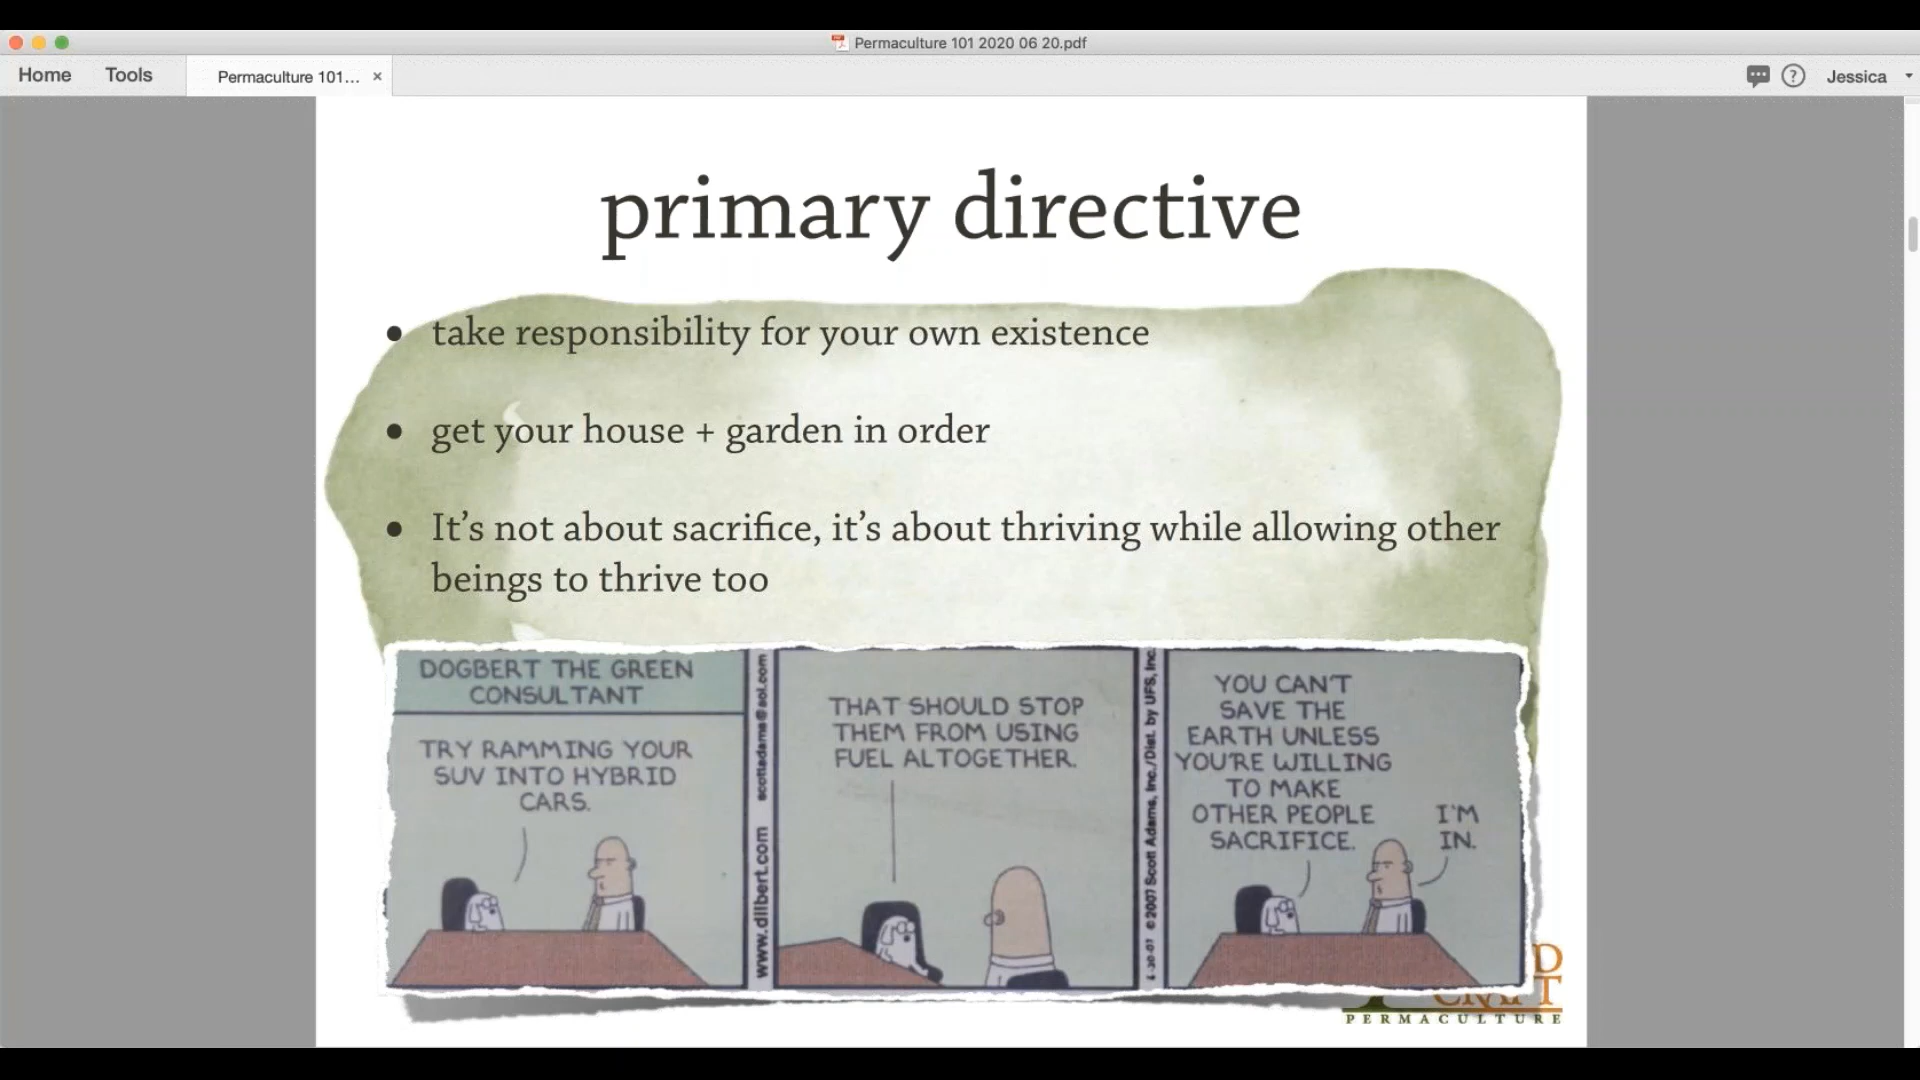 Permaculture 101 2020 06 20.pdf
Home
Tools
Permaculture 101... ×
?
Jessica
primary directive
• take responsibility for your own existence
• get your house + garden in order
• It's not about sacrifice, it's about thriving while allowing other
beings to thrive too
DOGBERT THE GREEN
CONSULTANT
TRY RAMMING YOUR
SUV INTO HYBRID
CARS.
www.dilbert.com scottadams@aol.com
THAT SHOULD STOP
THEM FROM USING
FUEL ALTOGETHER.
© 2007 Scott Adams, Inc./Dist. by UFS, Inc.
YOU CAN'T
SAVE THE
EARTH UNLESS
YOU'RE WILLING
TO MAKE
OTHER PEOPLE
SACRIFICE.
I'M
IN.
PERMACULTURE